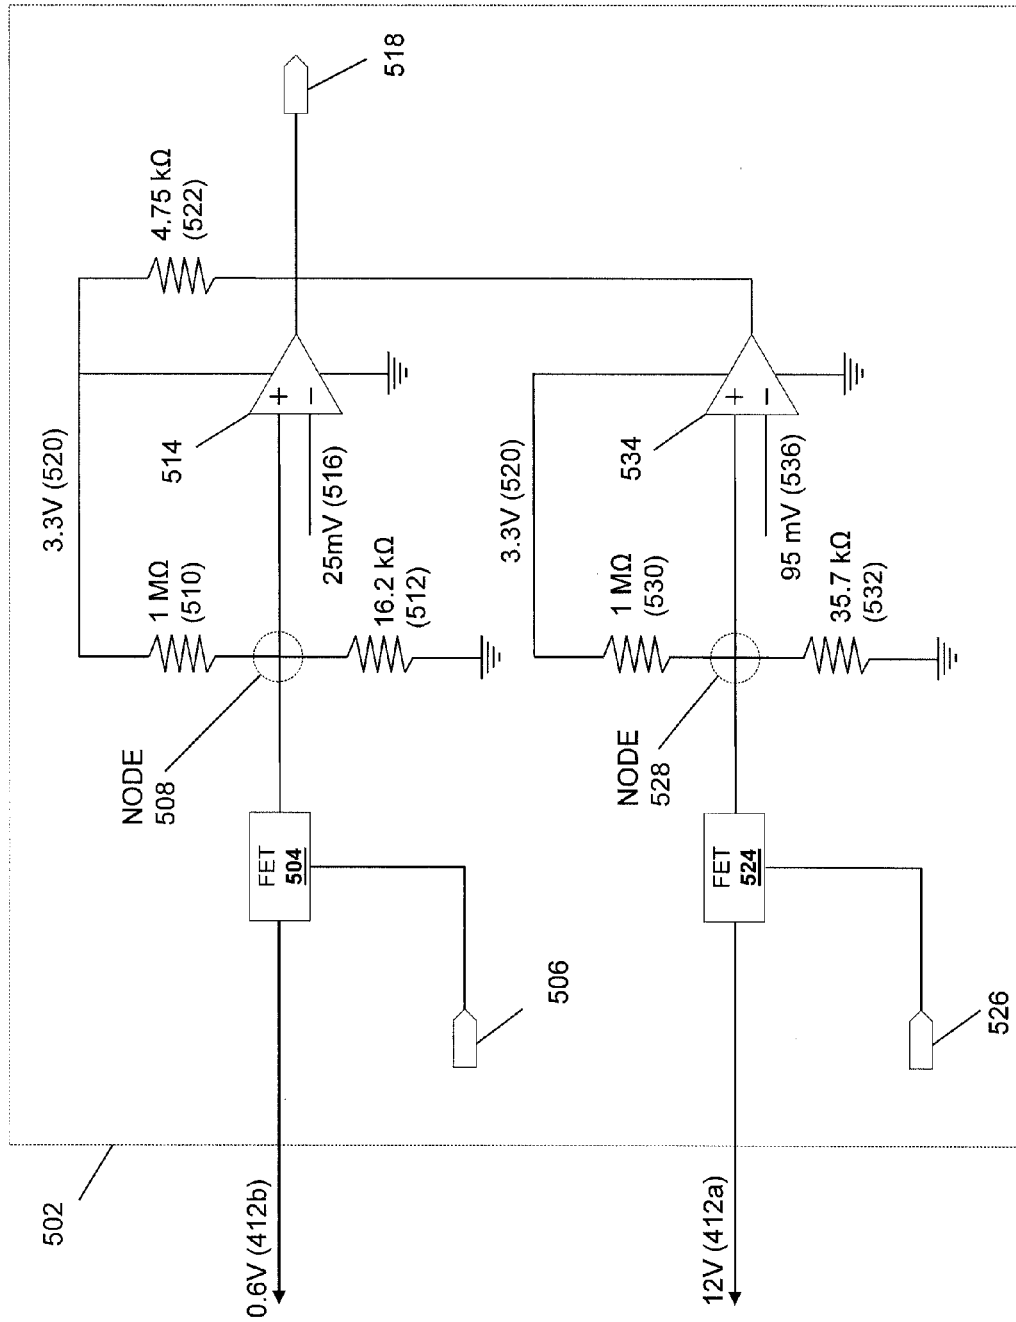 502
0.6V (412b)
506
FET
504
NODE
508
1 MΩ
(510)
3.3V (520)
16.2 kΩ
(512)
25mV (516)
514
+
−
4.75 kΩ
(522)
518
12V (412a)
526
FET
524
NODE
528
1 MΩ
(530)
3.3V (520)
35.7 kΩ
(532)
95 mV (536)
534
+
−